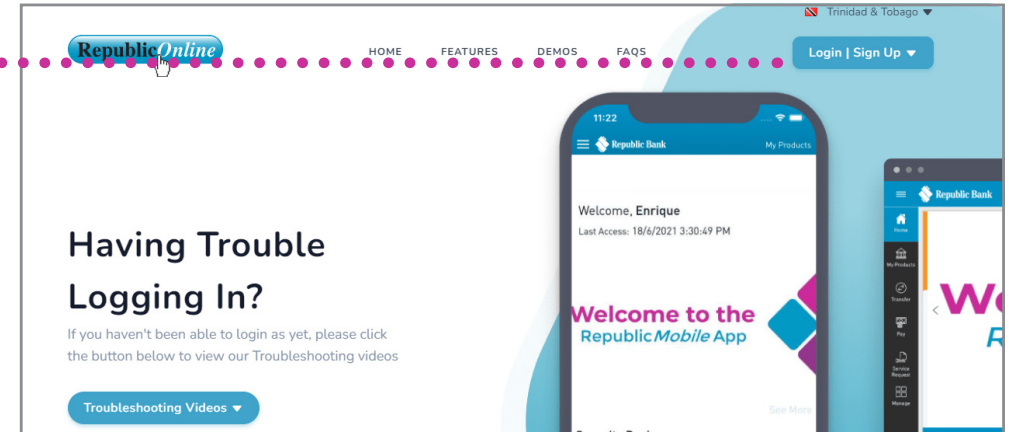 Trinidad & Tobago
RepublicOnline
HOME FEATURES DEMOS FAQS
Login | Sign Up
Having Trouble
Logging In?
If you haven't been able to login as yet, please click
the button below to view our Troubleshooting videos
Troubleshooting Videos
11:22
Republic Bank My Products
Welcome, Enrique
Last Access: 18/6/2021 3:30:49 PM
Welcome to the
Republic Mobile App
See More
Republic Bank
Home
My Products
Transfer
Pay
Service
Request
Manage
We
R